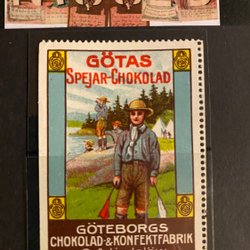 GÖTAS
SPEJAR-CHOKOLAD
GÖTEBORGS
CHOKOLAD-& KONFEKTFABRIK